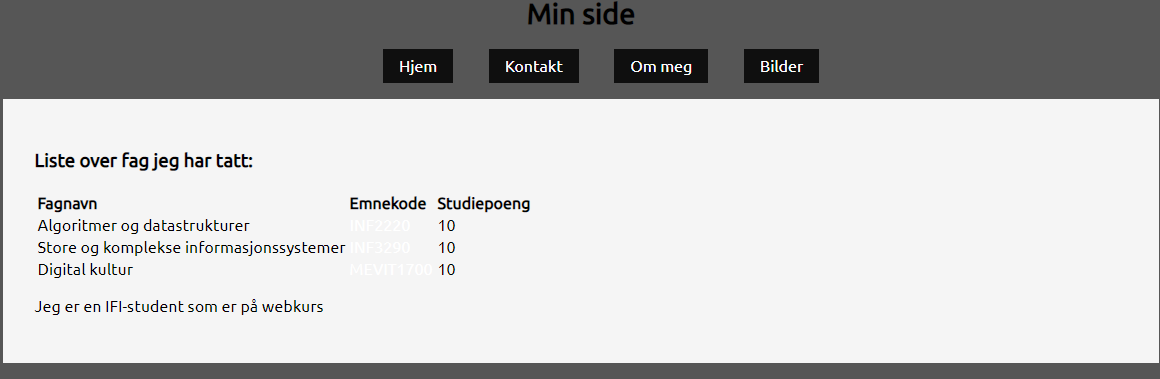 Min side
Hjem Kontakt Om meg Bilder
Liste over fag jeg har tatt:
Fagnavn Emnekode Studiepoeng
Algoritmer og datastrukturer INF2220 10
Store og komplekse informasjonssystemer INF3290 10
Digital kultur MEVIT1700 10
Jeg er en IFI-student som er på webkurs